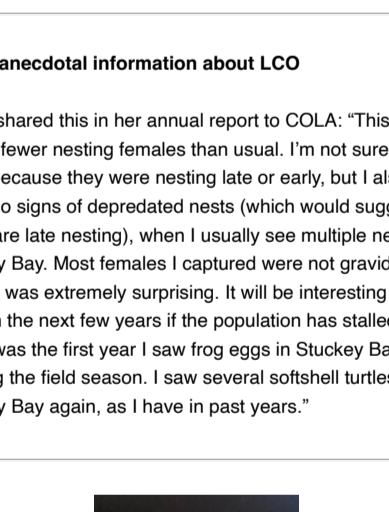 anecdotal information about LCO
shared this in her annual report to COLA: “This
fewer nesting females than usual. I’m not sure
ecause they were nesting late or early, but I al
o signs of depredated nests (which would sugg
are late nesting), when I usually see multiple ne
y Bay. Most females I captured were not gravid
was extremely surprising. It will be interesting
the next few years if the population has stalle
was the first year I saw frog eggs in Stuckey Ba
g the field season. I saw several softshell turtles
y Bay again, as I have in past years.”